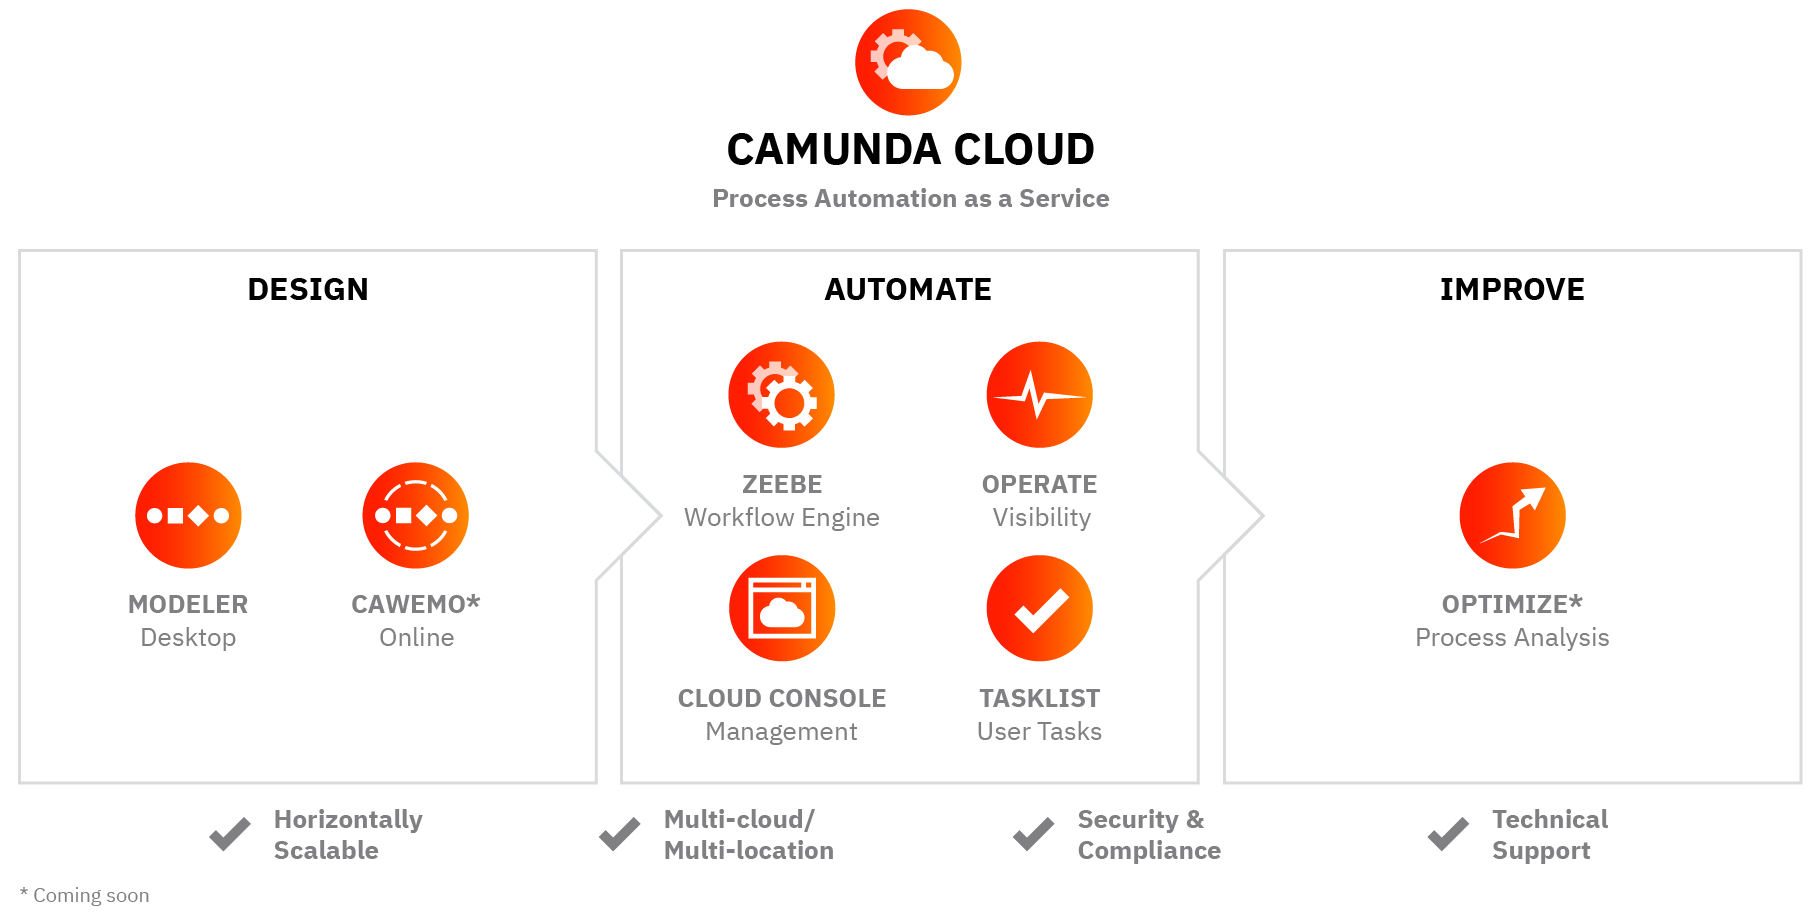 CAMUNDA CLOUD
Process Automation as a Service
DESIGN
MODELER
Desktop
CAWEMO*
Online
AUTOMATE
ZEEBE
Workflow Engine
OPERATE
Visibility
CLOUD CONSOLE
Management
TASKLIST
User Tasks
IMPROVE
OPTIMIZE*
Process Analysis
Horizontally
Scalable
Multi-cloud/
Multi-location
Security &
Compliance
Technical
Support
* Coming soon